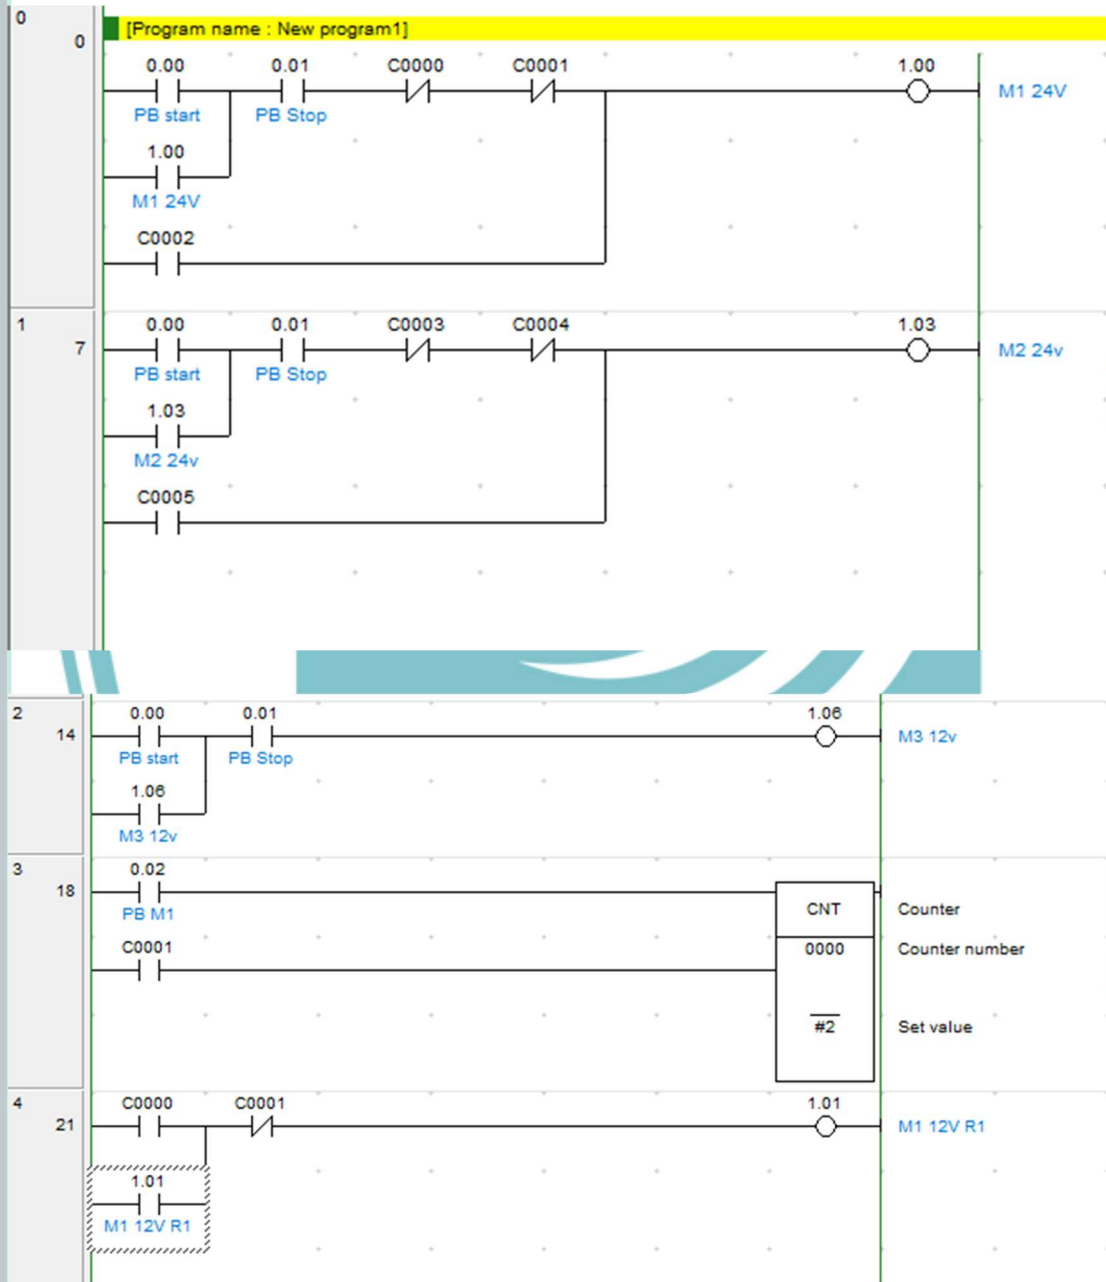 0
[Program name : New program1]
0
0.00 0.01 C0000 C0001 1.00
M1 24V
PB start PB Stop
1.00
M1 24V
C0002
1
0.00 0.01 C0003 C0004 1.03
7
M2 24v
PB start PB Stop
1.03
M2 24v
C0005
2
0.00 0.01 1.06
14
M3 12v
PB start PB Stop
1.06
M3 12v
3
0.02
18
PB M1
CNT Counter
C0001
0000 Counter number
#2 Set value
4
C0000 C0001 1.01
21
M1 12V R1
1.01
M1 12V R1